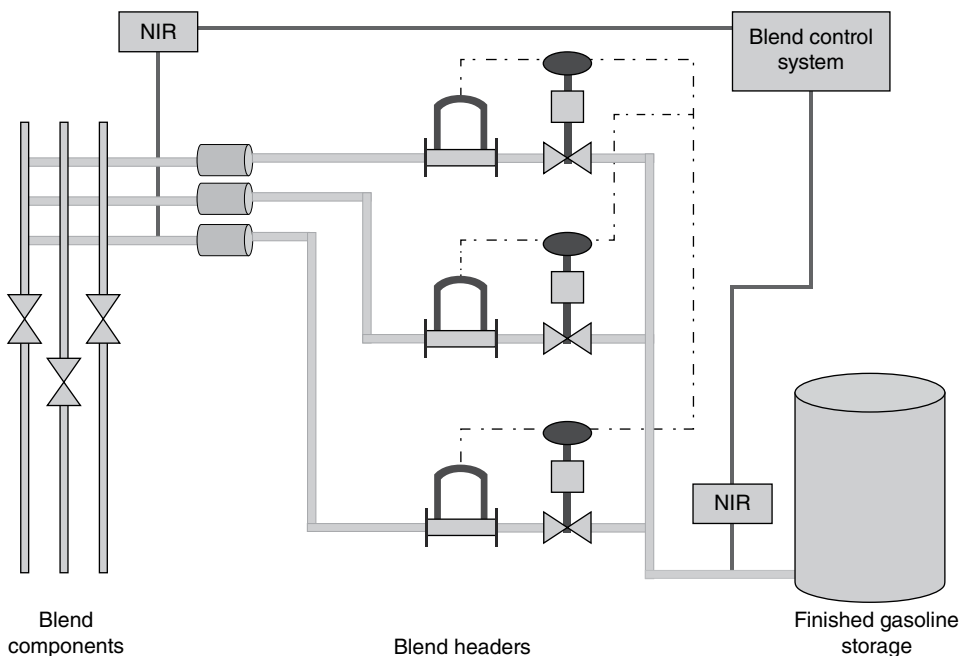 NIR
Blend control
system
NIR
Blend
components
Blend headers
Finished gasoline
storage